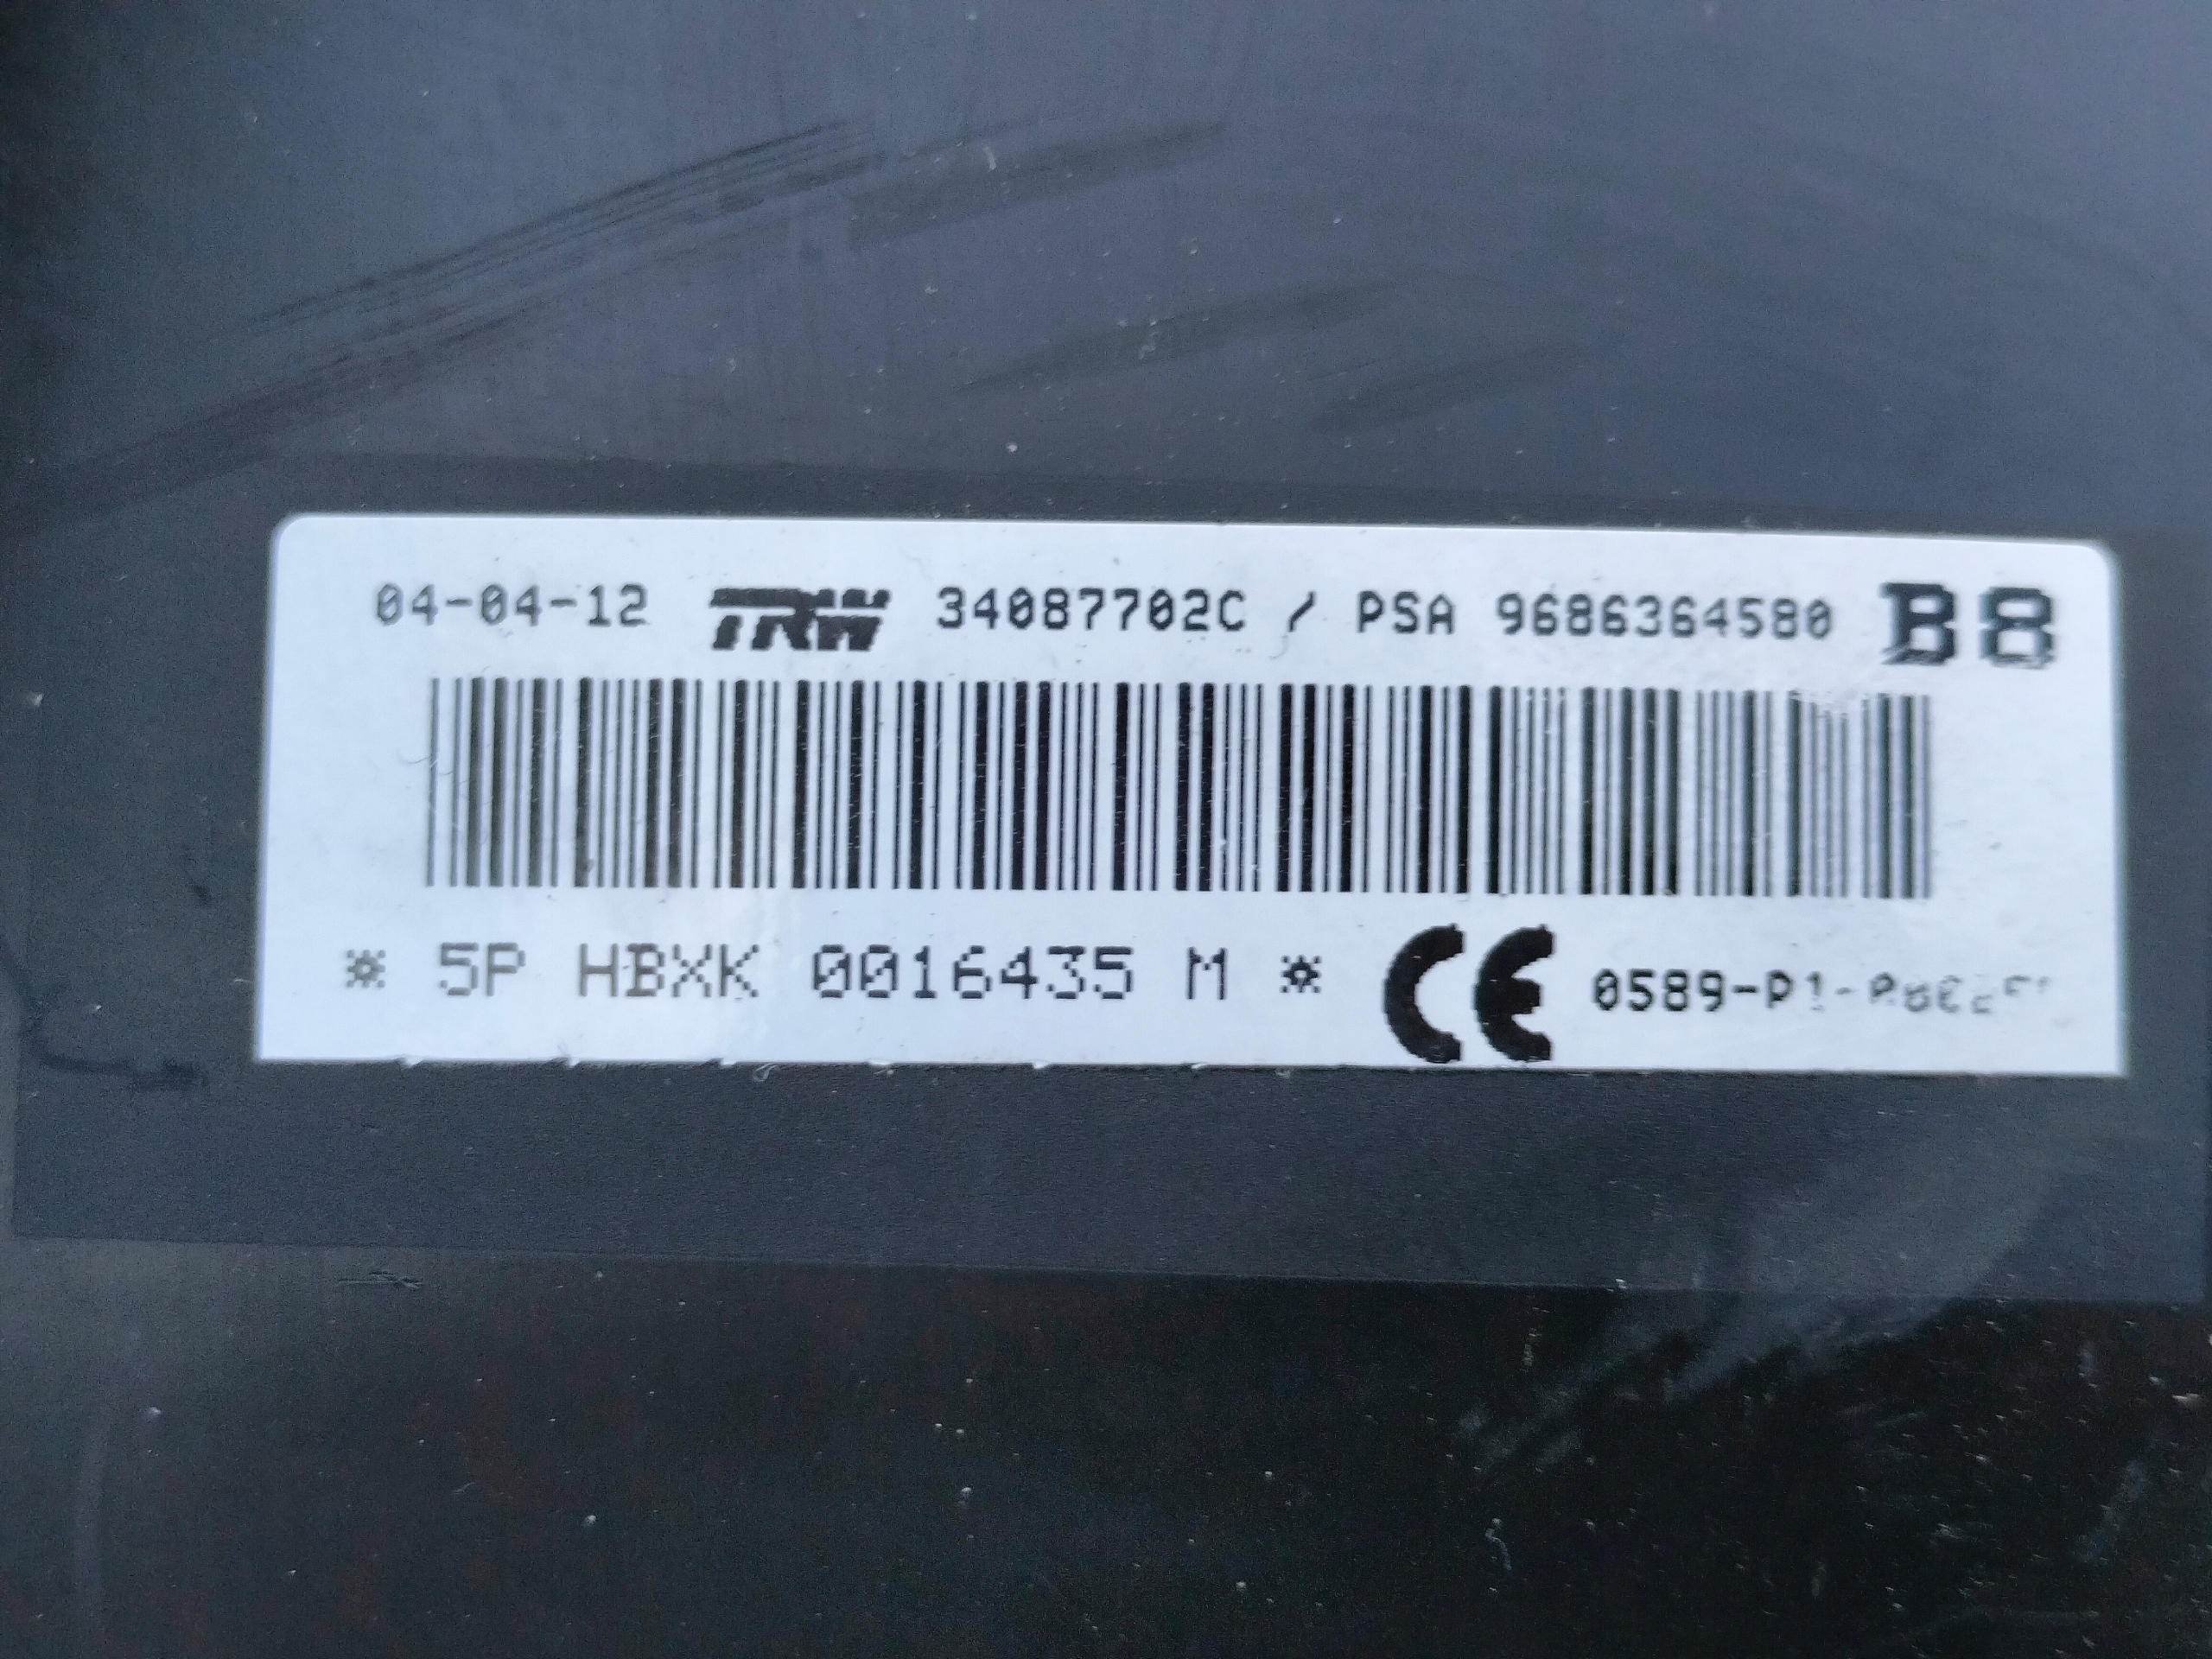 04-04-12 TRW 34087702C / PSA 9686364580 B8
* 5P HBXK 0016435 M * CE